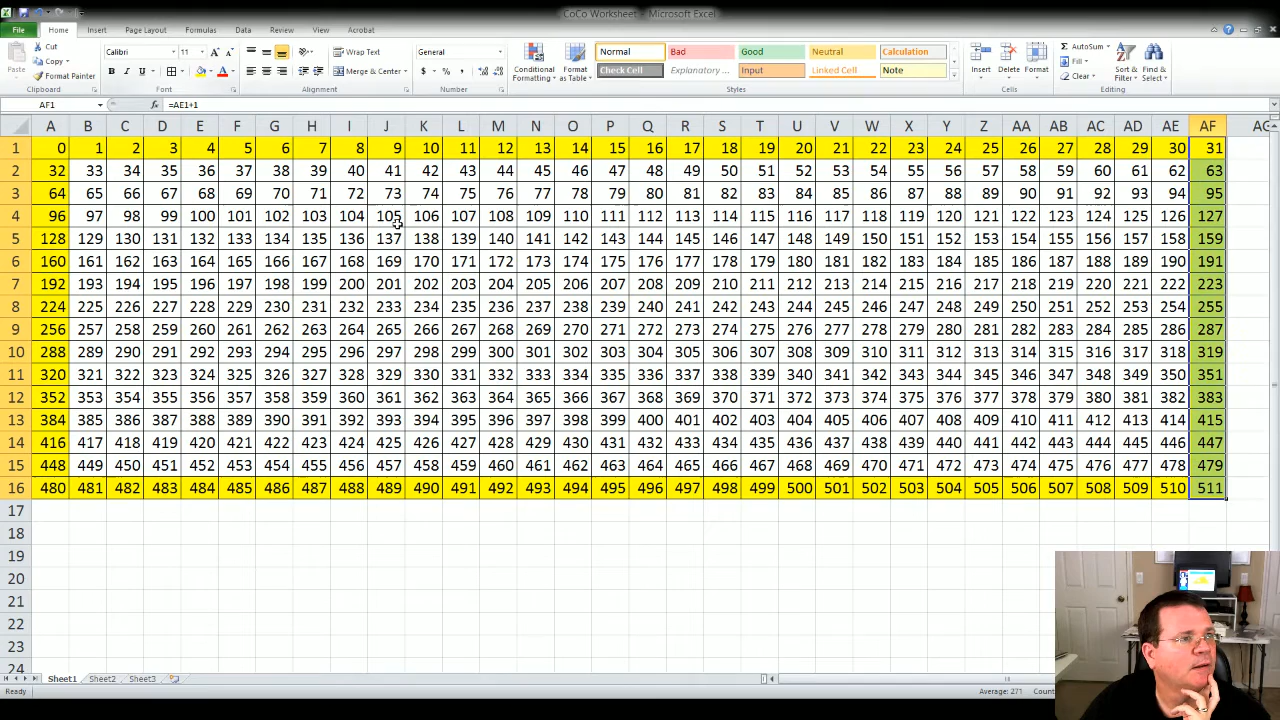 CoCo Worksheet - Microsoft Excel
File Home Insert Page Layout Formulas Data Review View Acrobat
Cut
Copy
Format Painter
Paste
Clipboard
Calibri 11
B I U
Font
Wrap Text
Merge & Center
Alignment
General
$ % ,
Number
Conditional Formatting
Format as Table
Normal Bad Good Neutral Calculation
Check Cell Explanatory ... Input Linked Cell Note
Styles
Insert Delete Format
Cells
AutoSum
Fill
Clear
Sort & Filter
Find & Select
Editing
AF1 fx =AE1+1
A B C D E F G H I J K L M N O P Q R S T U V W X Y Z AA AB AC AD AE AF AG
1 0 1 2 3 4 5 6 7 8 9 10 11 12 13 14 15 16 17 18 19 20 21 22 23 24 25 26 27 28 29 30 31
2 32 33 34 35 36 37 38 39 40 41 42 43 44 45 46 47 48 49 50 51 52 53 54 55 56 57 58 59 60 61 62 63
3 64 65 66 67 68 69 70 71 72 73 74 75 76 77 78 79 80 81 82 83 84 85 86 87 88 89 90 91 92 93 94 95
4 96 97 98 99 100 101 102 103 104 105 106 107 108 109 110 111 112 113 114 115 116 117 118 119 120 121 122 123 124 125 126 127
5 128 129 130 131 132 133 134 135 136 137 138 139 140 141 142 143 144 145 146 147 148 149 150 151 152 153 154 155 156 157 158 159
6 160 161 162 163 164 165 166 167 168 169 170 171 172 173 174 175 176 177 178 179 180 181 182 183 184 185 186 187 188 189 190 191
7 192 193 194 195 196 197 198 199 200 201 202 203 204 205 206 207 208 209 210 211 212 213 214 215 216 217 218 219 220 221 222 223
8 224 225 226 227 228 229 230 231 232 233 234 235 236 237 238 239 240 241 242 243 244 245 246 247 248 249 250 251 252 253 254 255
9 256 257 258 259 260 261 262 263 264 265 266 267 268 269 270 271 272 273 274 275 276 277 278 279 280 281 282 283 284 285 286 287
10 288 289 290 291 292 293 294 295 296 297 298 299 300 301 302 303 304 305 306 307 308 309 310 311 312 313 314 315 316 317 318 319
11 320 321 322 323 324 325 326 327 328 329 330 331 332 333 334 335 336 337 338 339 340 341 342 343 344 345 346 347 348 349 350 351
12 352 353 354 355 356 357 358 359 360 361 362 363 364 365 366 367 368 369 370 371 372 373 374 375 376 377 378 379 380 381 382 383
13 384 385 386 387 388 389 390 391 392 393 394 395 396 397 398 399 400 401 402 403 404 405 406 407 408 409 410 411 412 413 414 415
14 416 417 418 419 420 421 422 423 424 425 426 427 428 429 430 431 432 433 434 435 436 437 438 439 440 441 442 443 444 445 446 447
15 448 449 450 451 452 453 454 455 456 457 458 459 460 461 462 463 464 465 466 467 468 469 470 471 472 473 474 475 476 477 478 479
16 480 481 482 483 484 485 486 487 488 489 490 491 492 493 494 495 496 497 498 499 500 501 502 503 504 505 506 507 508 509 510 511
17
18
19
20
21
22
23
24
Sheet1 Sheet2 Sheet3
Ready Average: 271 Count